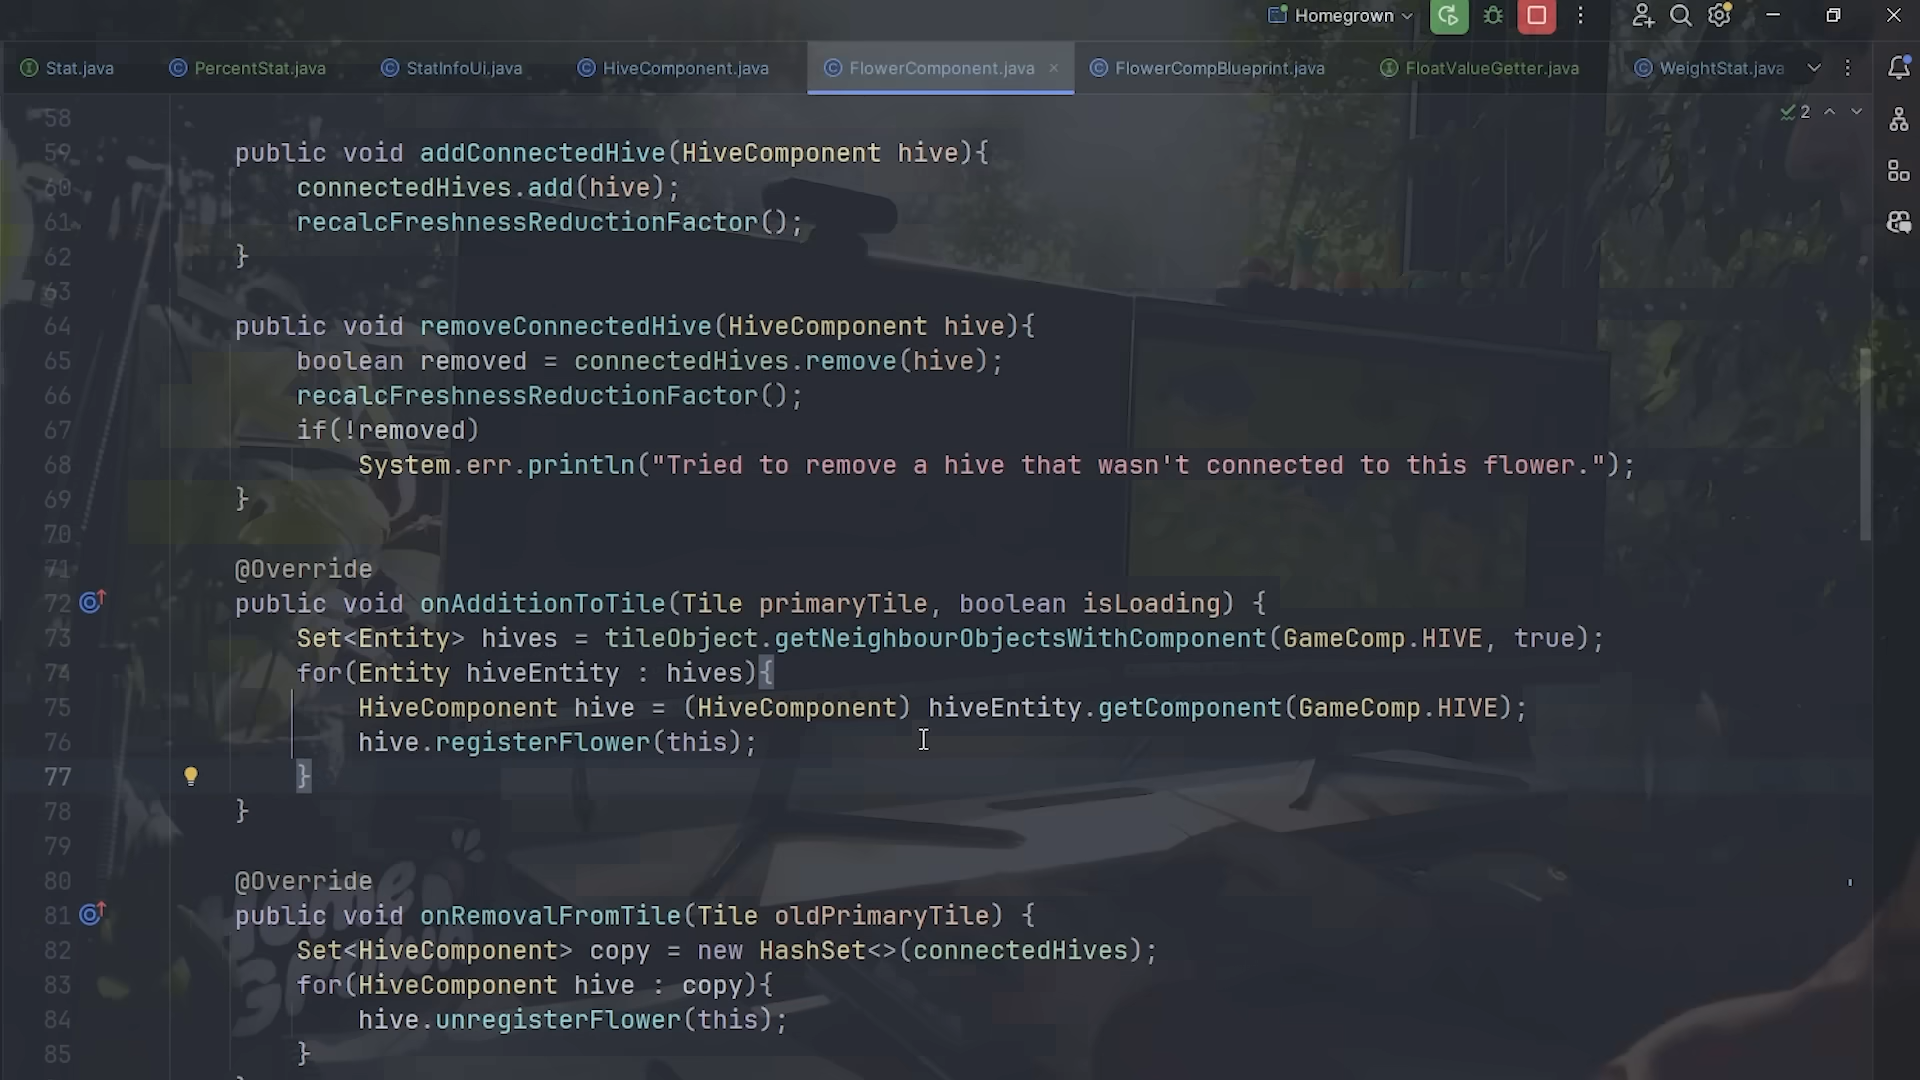 Homegrown
Stat.java PercentStat.java StatInfoUi.java HiveComponent.java FlowerComponent.java FlowerCompBlueprint.java FloatValueGetter.java WeightStat.java
2
58
59 public void addConnectedHive(HiveComponent hive){
60 connectedHives.add(hive);
61 recalcFreshnessReductionFactor();
62 }
63
64 public void removeConnectedHive(HiveComponent hive){
65 boolean removed = connectedHives.remove(hive);
66 recalcFreshnessReductionFactor();
67 if(!removed)
68 System.err.println("Tried to remove a hive that wasn't connected to this flower.");
69 }
70
71 @Override
72 public void onAdditionToTile(Tile primaryTile, boolean isLoading) {
73 Set<Entity> hives = tileObject.getNeighbourObjectsWithComponent(GameComp.HIVE, true);
74 for(Entity hiveEntity : hives){
75 HiveComponent hive = (HiveComponent) hiveEntity.getComponent(GameComp.HIVE);
76 hive.registerFlower(this);
77 }
78 }
79
80 @Override
81 public void onRemovalFromTile(Tile oldPrimaryTile) {
82 Set<HiveComponent> copy = new HashSet<>(connectedHives);
83 for(HiveComponent hive : copy){
84 hive.unregisterFlower(this);
85 }
HOME
GROWN